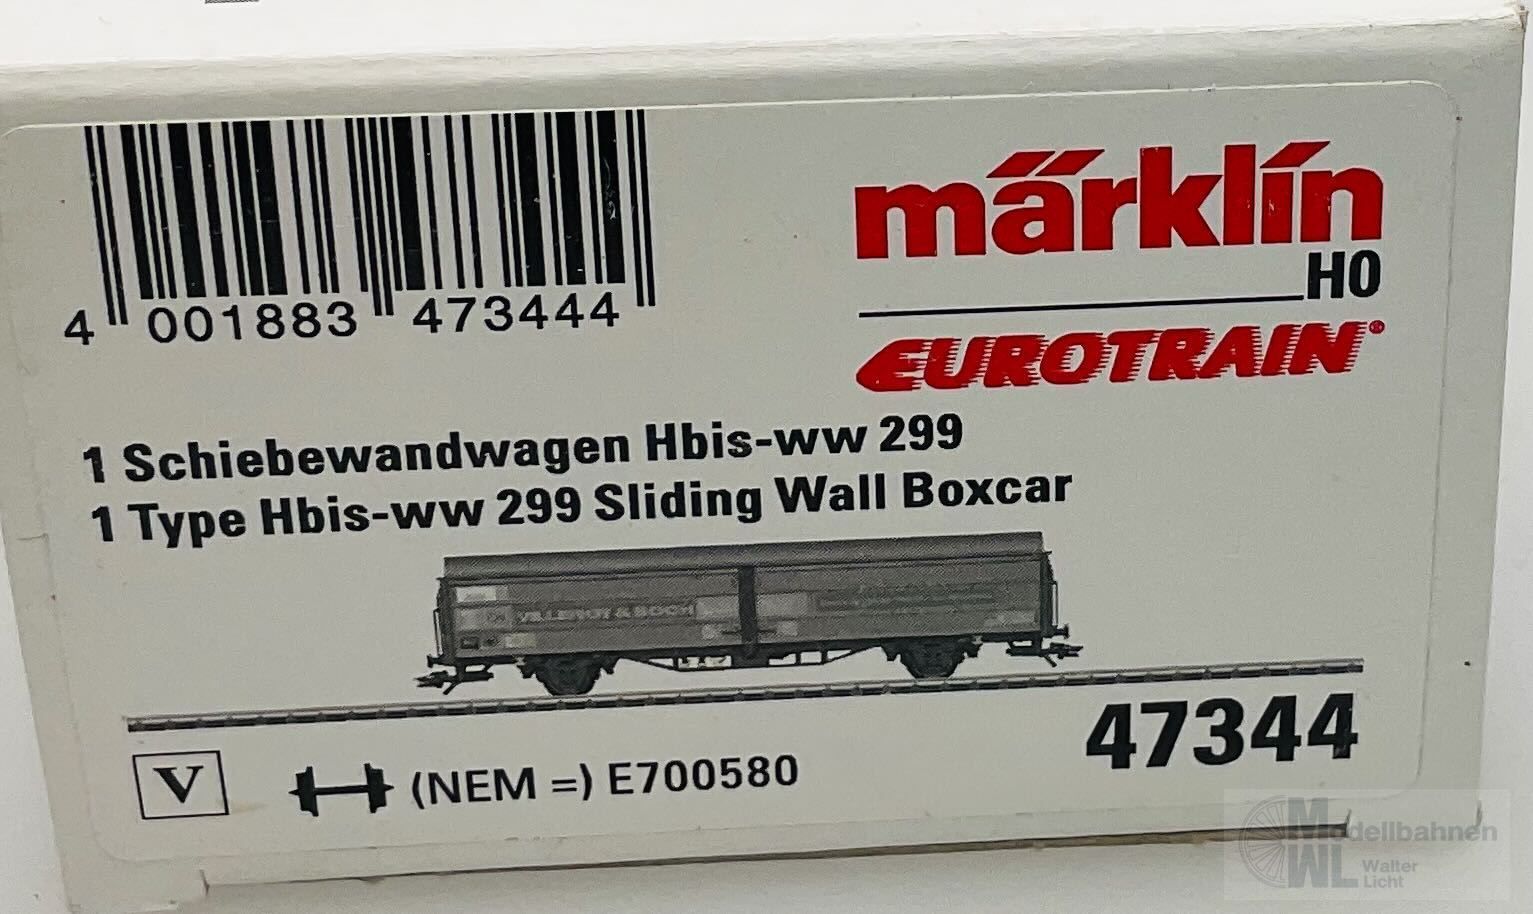 4 001883 473444
märklin
H0
EUROTRAIN®
1 Schiebewandwagen Hbis-ww 299
1 Type Hbis-ww 299 Sliding Wall Boxcar
VILLEROY & BOCH
47344
V
(NEM =) E700580
Modellbahnen
WL Walter
Licht